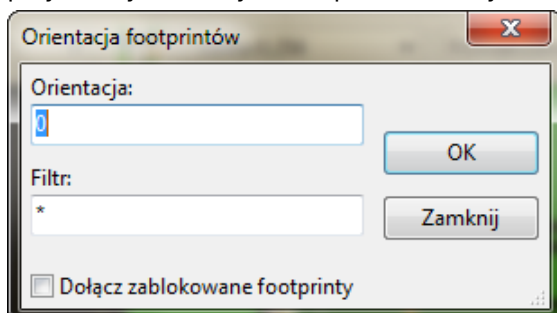 Orientacja footprintów
Orientacja:
0
OK
Filtr:
*
Zamknij
Dołącz zablokowane footprinty